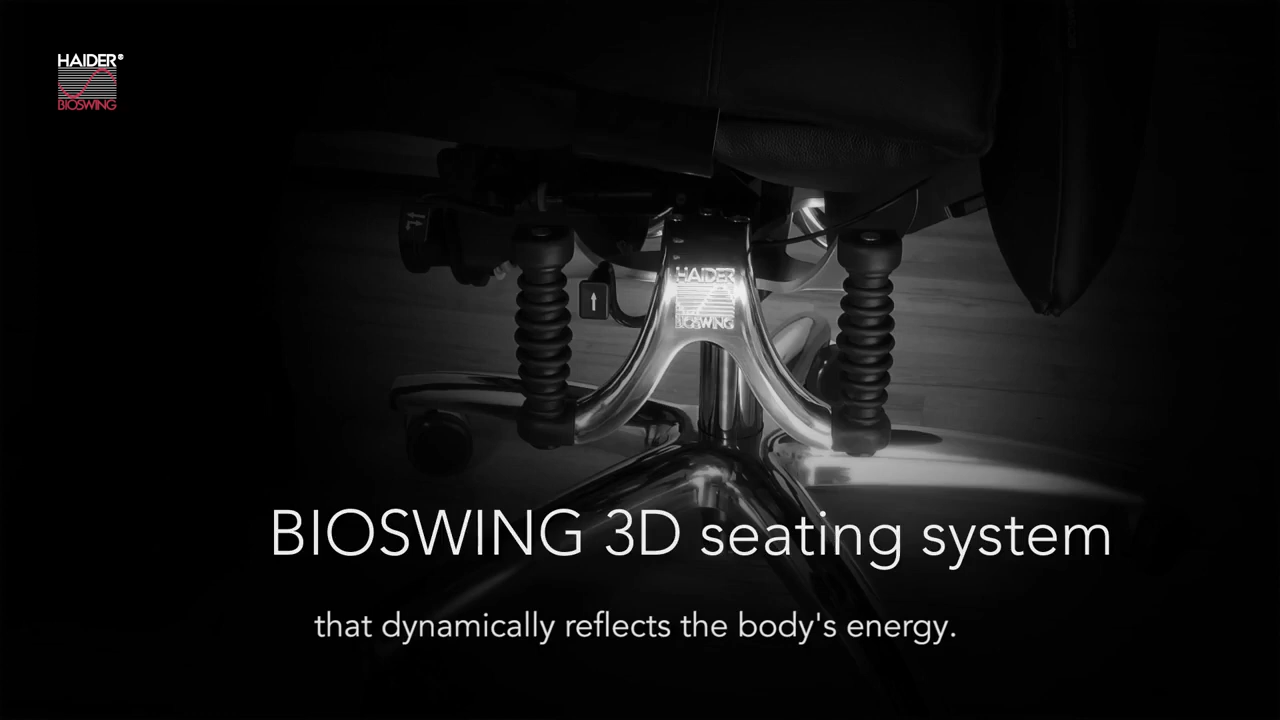 HAIDER®
BIOSWING
HAIDER
BIOSWING
BIOSWING 3D seating system
that dynamically reflects the body's energy.